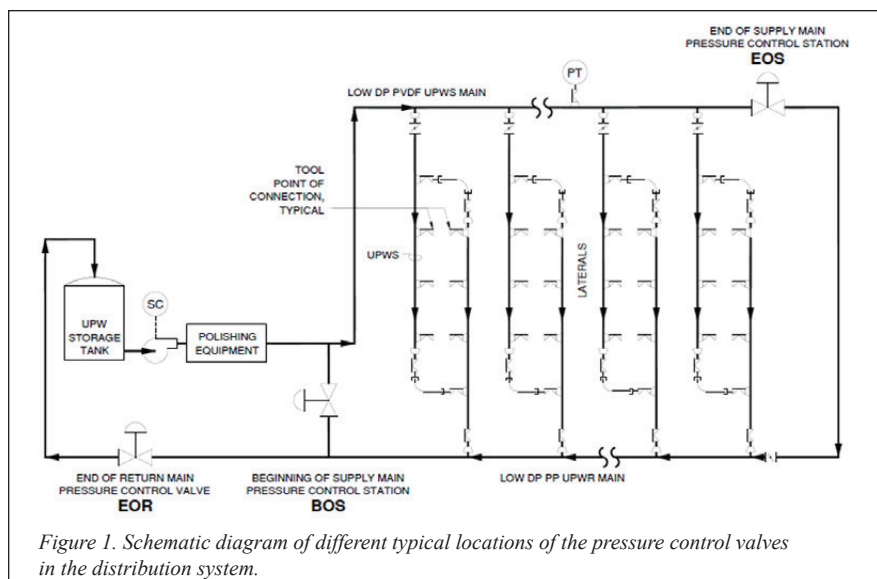 END OF SUPPLY MAIN
PRESSURE CONTROL STATION
EOS
PT
LOW DP PVDF UPWS MAIN
TOOL
POINT OF
CONNECTION,
TYPICAL
UPWS
LATERALS
SC
UPW
STORAGE
TANK
POLISHING
EQUIPMENT
END OF RETURN MAIN
PRESSURE CONTROL VALVE
EOR
BEGINNING OF SUPPLY MAIN
PRESSURE CONTROL STATION
BOS
LOW DP PP UPWR MAIN
Figure 1. Schematic diagram of different typical locations of the pressure control valves
in the distribution system.